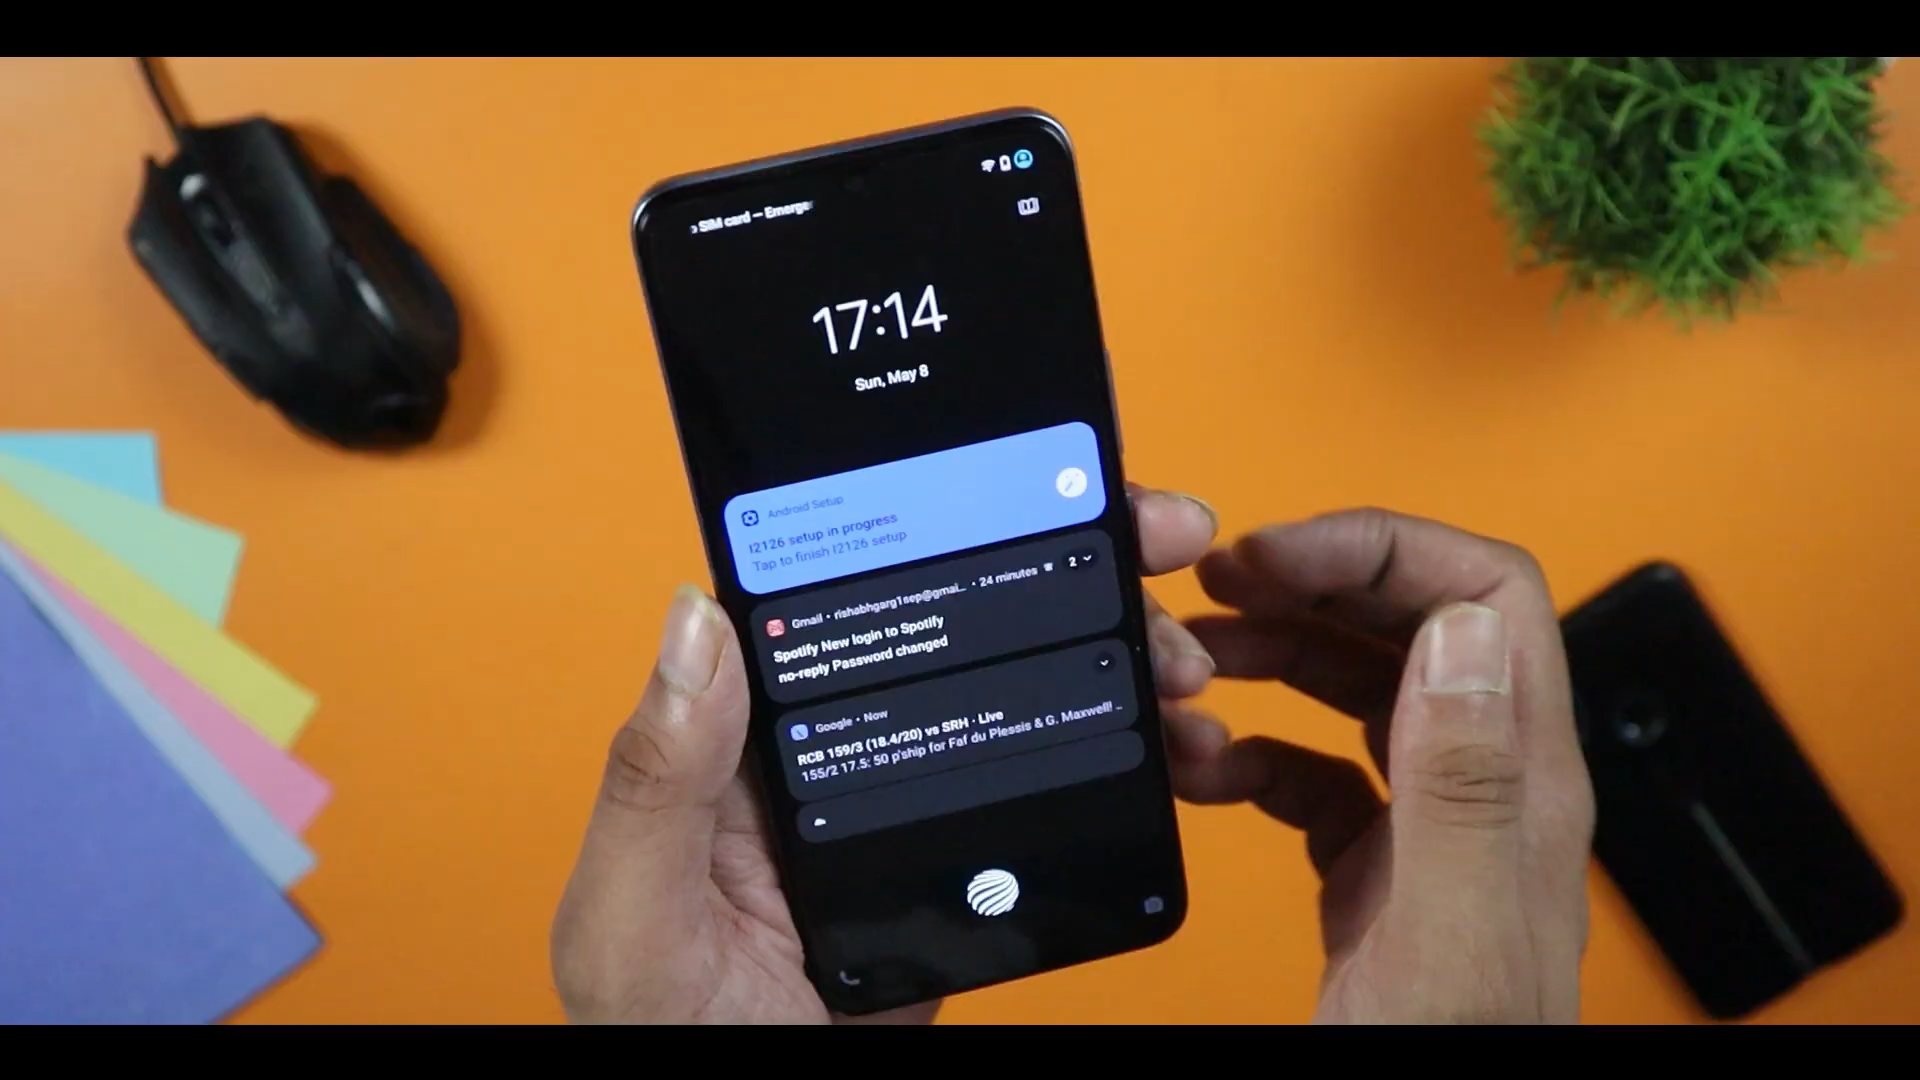 SIM card — Emerge
17:14
Sun, May 8
Android Setup
I2126 setup in progress
Tap to finish I2126 setup
Gmail • rishabhgarg1sep@gmai... • 24 minutes
2
Spotify New login to Spotify
no-reply Password changed
Google • Now
RCB 159/3 (18.4/20) vs SRH · Live
155/2 17.5: 50 p'ship for Faf du Plessis & G. Maxwell! ..